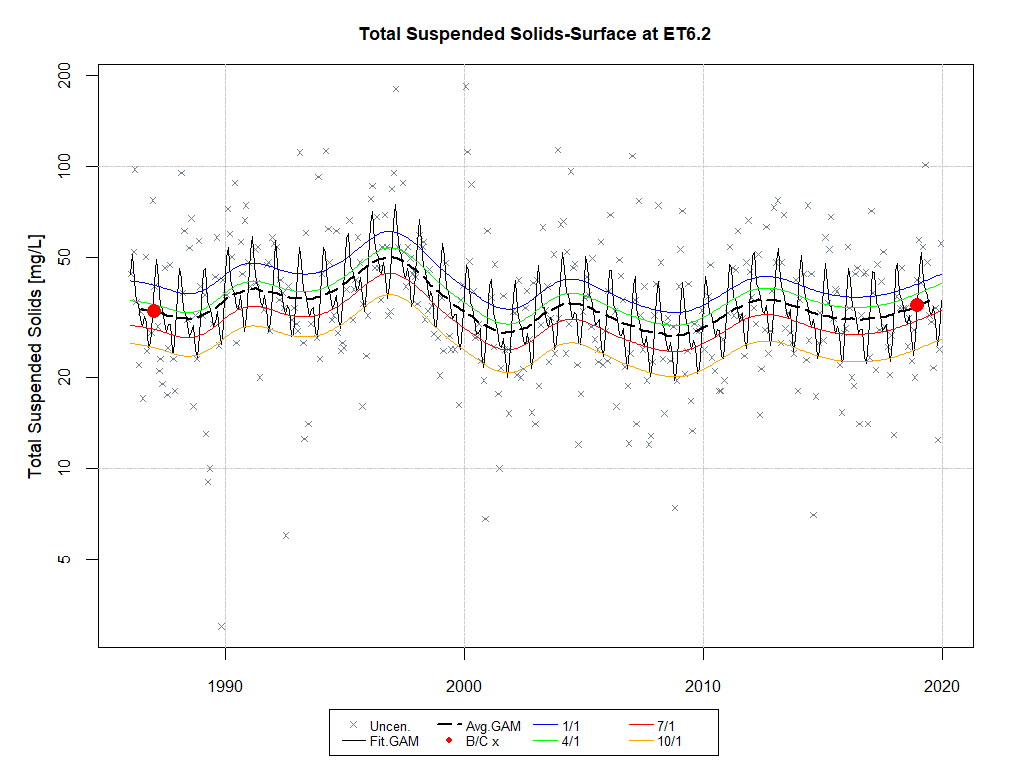 Total Suspended Solids-Surface at ET6.2
Total Suspended Solids [mg/L]
200
100
50
20
10
5
1990 2000 2010 2020
Uncen. Avg.GAM 1/1 7/1
Fit.GAM B/C x 4/1 10/1